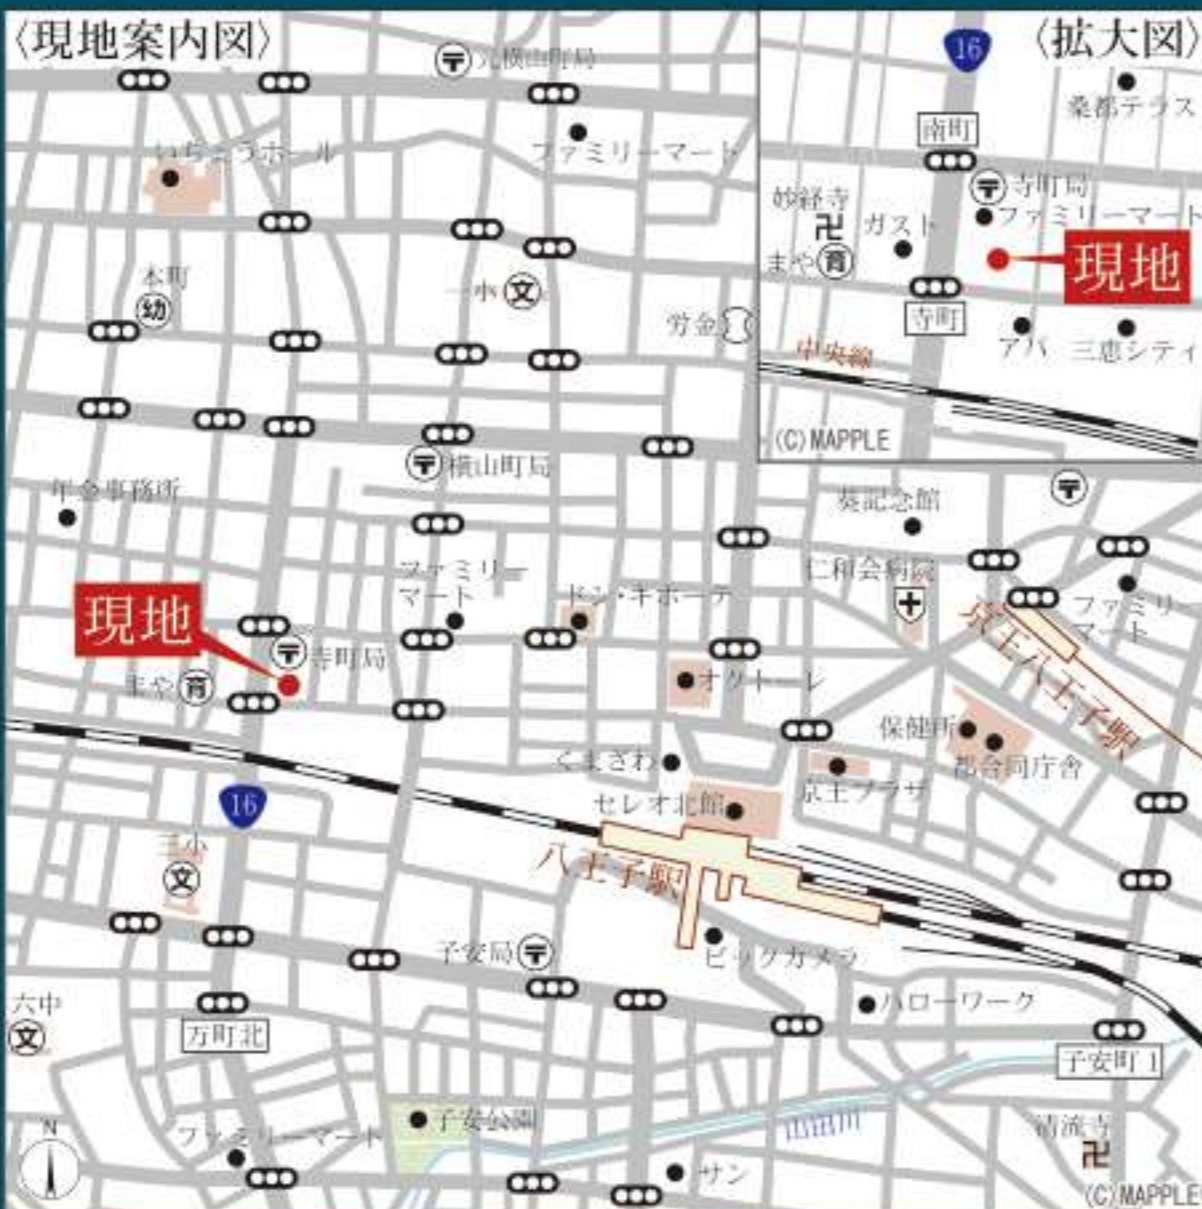 〈現地案内図〉
元横山町局
ファミリーマート
いちょうホール
本町
幼
一小
文
労金
横山町局
年金事務所
ファミリー
マート
ドン・キホーテ
現地
寺町局
まや
育
オクトーレ
くまざわ
セレオ北館
京王プラザ
保健所
都合同庁舎
葵記念館
仁和会病院
京王八王子駅
ファミリー
マート
16
三小
文
八王子駅
ビックカメラ
子安局
ハローワーク
六中
文
万町北
子安町1
ファミリーマート
子安公園
山田川
清流寺
サン
N
(C)MAPPLE
〈拡大図〉
16
桑都テラス
南町
寺町局
妙経寺
ガスト
ファミリーマート
まや
育
現地
寺町
アパ
三恵シティ
中央線
(C)MAPPLE